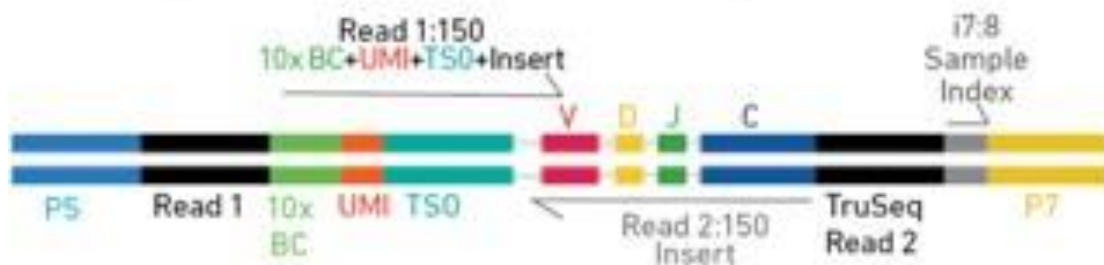 Read 1:150
10x BC+UMI+TSO+Insert
i7:8
Sample
Index
V D J C
P5 Read 1 10x BC UMI TSO
Read 2:150
Insert
TruSeq
Read 2
P7